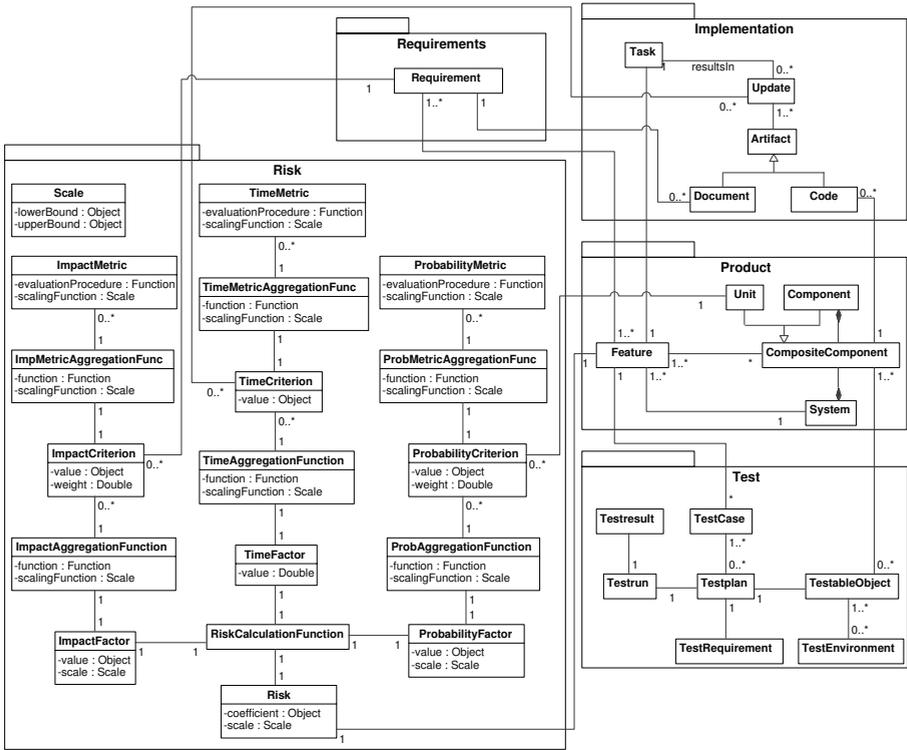 Requirements
Requirement
1
1..*
1
Implementation
Task
1
resultsIn
0..*
Update
0..*
1..*
Artifact
Document
0..*
Code
0..*
Risk
Scale
-lowerBound : Object
-upperBound : Object
TimeMetric
-evaluationProcedure : Function
-scalingFunction : Scale
0..*
1
ImpactMetric
-evaluationProcedure : Function
-scalingFunction : Scale
0..*
1
TimeMetricAggregationFunc
-function : Function
-scalingFunction : Scale
1
1
ProbabilityMetric
-evaluationProcedure : Function
-scalingFunction : Scale
0..*
1
ImpMetricAggregationFunc
-function : Function
-scalingFunction : Scale
1
1
TimeCriterion
-value : Object
0..*
0..*
1
ProbMetricAggregationFunc
-function : Function
-scalingFunction : Scale
1
1
ImpactCriterion
-value : Object
-weight : Double
0..*
0..*
1
TimeAggregationFunction
-function : Function
-scalingFunction : Scale
1
1
ProbabilityCriterion
-value : Object
-weight : Double
0..*
0..*
1
ImpactAggregationFunction
-function : Function
-scalingFunction : Scale
1
1
TimeFactor
-value : Double
1
1
ProbAggregationFunction
-function : Function
-scalingFunction : Scale
1
1
ImpactFactor
-value : Object
-scale : Scale
1
1
RiskCalculationFunction
1
1
1
1
ProbabilityFactor
-value : Object
-scale : Scale
Risk
-coefficient : Object
-scale : Scale
1
Product
Unit
1
Component
1..*
1
1
Feature
1
1..*
1..*
*
CompositeComponent
1
1..*
System
1
Test
*
Testresult
1
TestCase
1..*
0..*
0..*
Testrun
1
Testplan
1
1
TestableObject
1..*
0..*
TestRequirement
TestEnvironment